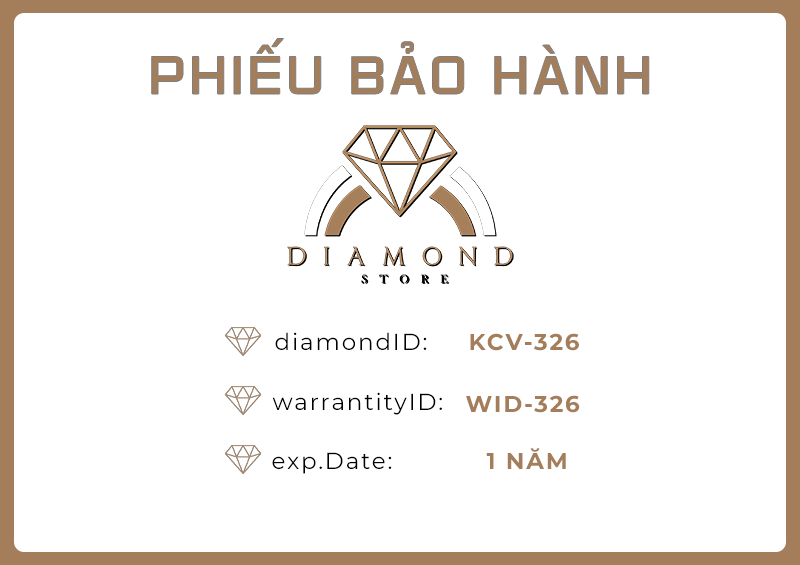 PHIẾU BẢO HÀNH
DIAMOND
STORE
diamondID: KCV-326
warrantityID: WID-326
exp.Date: 1 NĂM